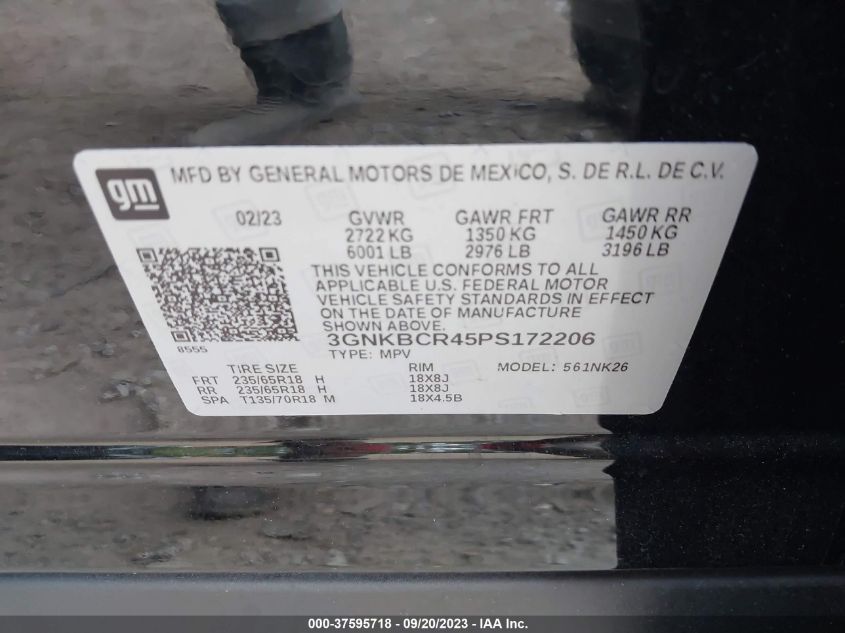 gm MFD BY GENERAL MOTORS DE MEXICO, S. DE R.L. DE C.V.
02/23 GVWR GAWR FRT GAWR RR
2722 KG 1350 KG 1450 KG
6001 LB 2976 LB 3196 LB
THIS VEHICLE CONFORMS TO ALL
APPLICABLE U.S. FEDERAL MOTOR
VEHICLE SAFETY STANDARDS IN EFFECT
ON THE DATE OF MANUFACTURE
SHOWN ABOVE.
3GNKBCR45PS172206
8555 TYPE: MPV
TIRE SIZE RIM MODEL: 561NK26
FRT 235/65R18 H 18X8J
RR 235/65R18 H 18X8J
SPA T135/70R18 M 18X4.5B
000-37595718 - 09/20/2023 - IAA Inc.